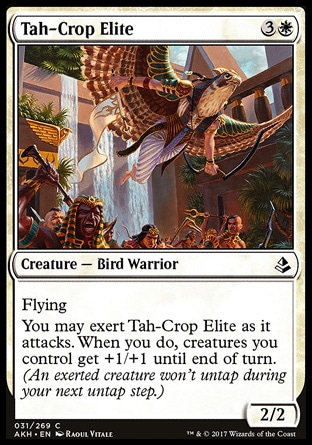 Tah-Crop Elite 3
Creature — Bird Warrior
Flying
You may exert Tah-Crop Elite as it
attacks. When you do, creatures you
control get +1/+1 until end of turn.
(An exerted creature won't untap during
your next untap step.)
2/2
031/269 C
AKH • EN Raoul Vitale
™ & © 2017 Wizards of the Coast